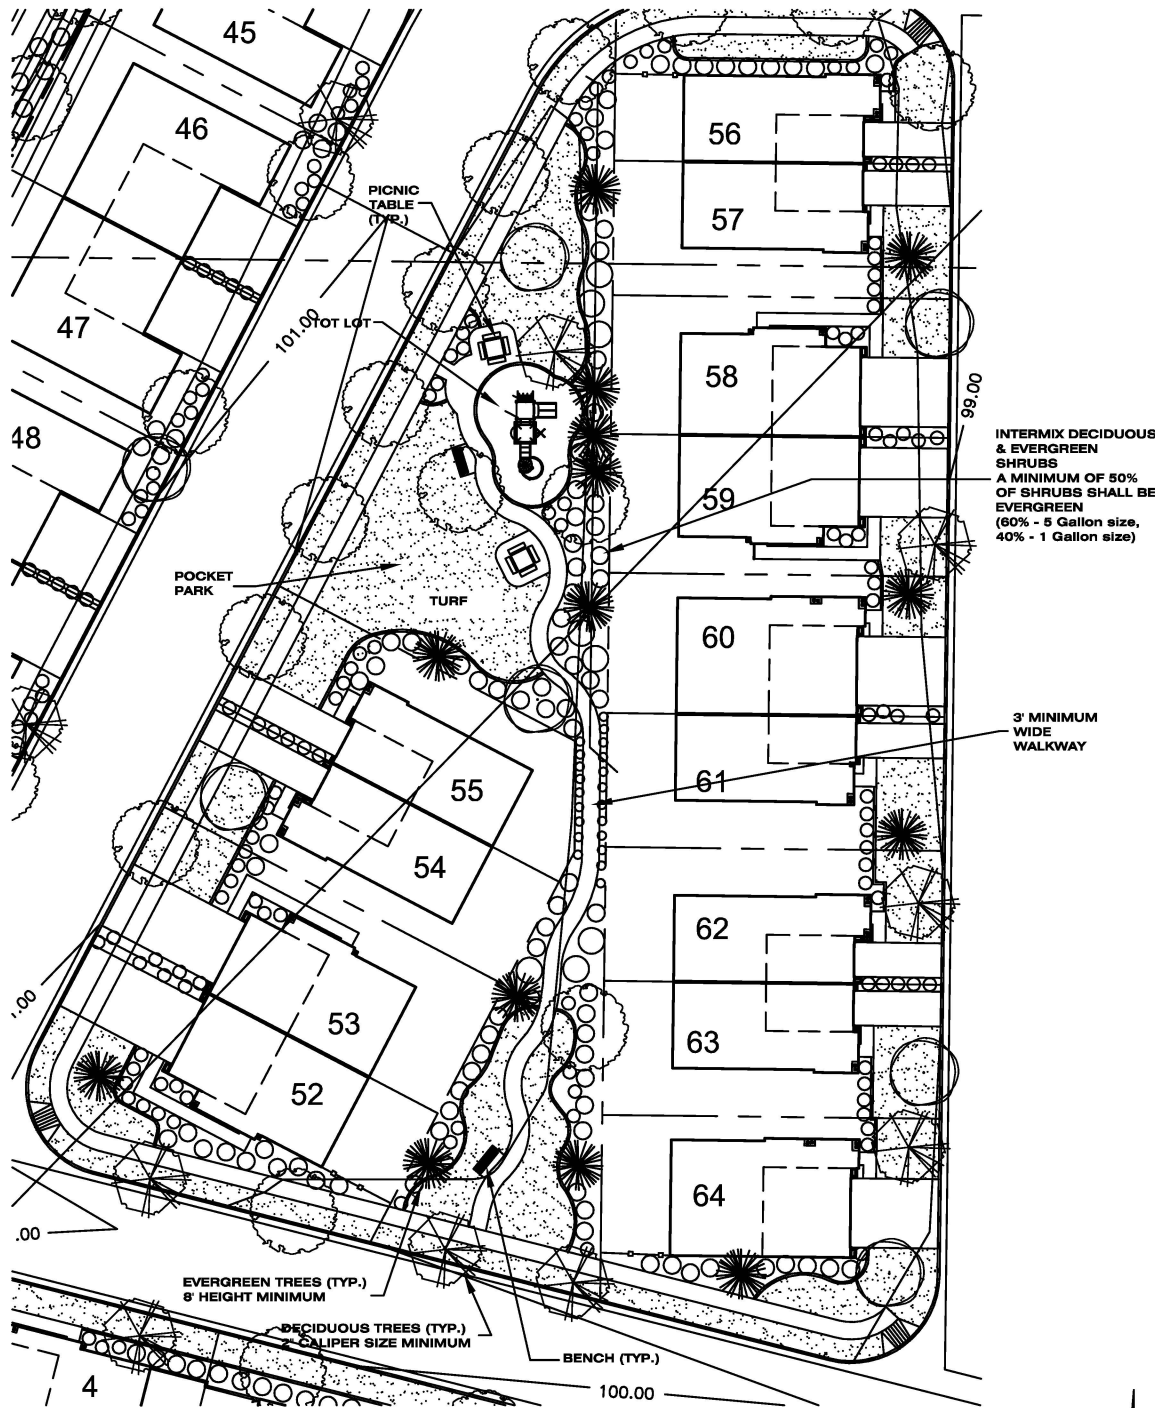 45
46
56
PICNIC
TABLE
(TYP.)
57
47
101.00
TOT LOT
58
99.00
48
INTERMIX DECIDUOUS
& EVERGREEN
SHRUBS
A MINIMUM OF 50%
OF SHRUBS SHALL BE
EVERGREEN
(60% - 5 Gallon size,
40% - 1 Gallon size)
59
POCKET
PARK
TURF
60
3' MINIMUM
WIDE
WALKWAY
61
55
54
62
53
63
52
64
.00
.00
EVERGREEN TREES (TYP.)
8' HEIGHT MINIMUM
DECIDUOUS TREES (TYP.)
2" CALIPER SIZE MINIMUM
BENCH (TYP.)
4
100.00